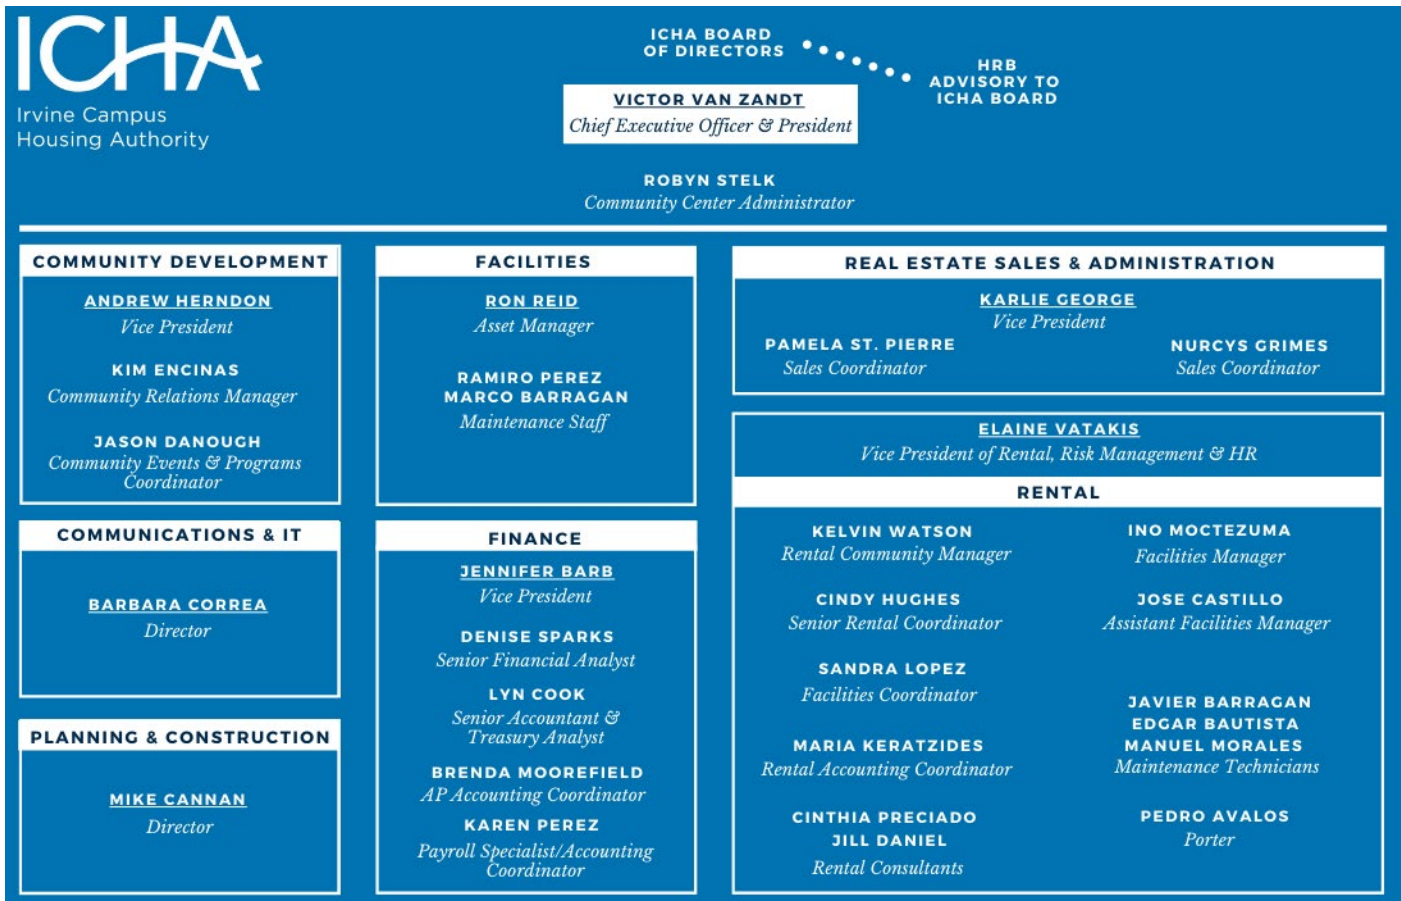 ICHA
Irvine Campus
Housing Authority
ICHA BOARD
OF DIRECTORS
HRB
ADVISORY TO
ICHA BOARD
VICTOR VAN ZANDT
Chief Executive Officer & President
ROBYN STELK
Community Center Administrator
COMMUNITY DEVELOPMENT
ANDREW HERNDON
Vice President
KIM ENCINAS
Community Relations Manager
JASON DANOUGH
Community Events & Programs
Coordinator
COMMUNICATIONS & IT
BARBARA CORREA
Director
PLANNING & CONSTRUCTION
MIKE CANNAN
Director
FACILITIES
RON REID
Asset Manager
RAMIRO PEREZ
MARCO BARRAGAN
Maintenance Staff
FINANCE
JENNIFER BARB
Vice President
DENISE SPARKS
Senior Financial Analyst
LYN COOK
Senior Accountant &
Treasury Analyst
BRENDA MOOREFIELD
AP Accounting Coordinator
KAREN PEREZ
Payroll Specialist/Accounting
Coordinator
REAL ESTATE SALES & ADMINISTRATION
KARLIE GEORGE
Vice President
PAMELA ST. PIERRE
Sales Coordinator
NURCYS GRIMES
Sales Coordinator
ELAINE VATAKIS
Vice President of Rental, Risk Management & HR
RENTAL
KELVIN WATSON
Rental Community Manager
CINDY HUGHES
Senior Rental Coordinator
SANDRA LOPEZ
Facilities Coordinator
MARIA KERATZIDES
Rental Accounting Coordinator
CINTHIA PRECIADO
JILL DANIEL
Rental Consultants
INO MOCTEZUMA
Facilities Manager
JOSE CASTILLO
Assistant Facilities Manager
JAVIER BARRAGAN
EDGAR BAUTISTA
MANUEL MORALES
Maintenance Technicians
PEDRO AVALOS
Porter